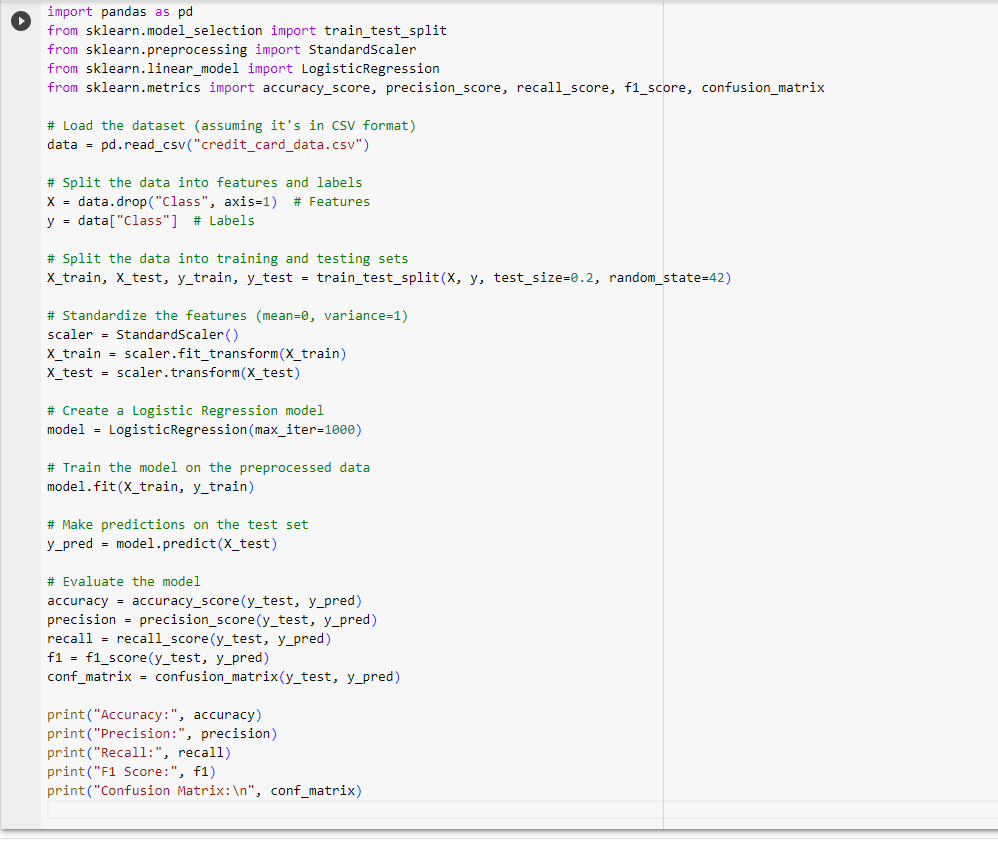 import pandas as pd
from sklearn.model_selection import train_test_split
from sklearn.preprocessing import StandardScaler
from sklearn.linear_model import LogisticRegression
from sklearn.metrics import accuracy_score, precision_score, recall_score, f1_score, confusion_matrix

# Load the dataset (assuming it's in CSV format)
data = pd.read_csv("credit_card_data.csv")

# Split the data into features and labels
X = data.drop("Class", axis=1)  # Features
y = data["Class"]  # Labels

# Split the data into training and testing sets
X_train, X_test, y_train, y_test = train_test_split(X, y, test_size=0.2, random_state=42)

# Standardize the features (mean=0, variance=1)
scaler = StandardScaler()
X_train = scaler.fit_transform(X_train)
X_test = scaler.transform(X_test)

# Create a Logistic Regression model
model = LogisticRegression(max_iter=1000)

# Train the model on the preprocessed data
model.fit(X_train, y_train)

# Make predictions on the test set
y_pred = model.predict(X_test)

# Evaluate the model
accuracy = accuracy_score(y_test, y_pred)
precision = precision_score(y_test, y_pred)
recall = recall_score(y_test, y_pred)
f1 = f1_score(y_test, y_pred)
conf_matrix = confusion_matrix(y_test, y_pred)

print("Accuracy:", accuracy)
print("Precision:", precision)
print("Recall:", recall)
print("F1 Score:", f1)
print("Confusion Matrix:\n", conf_matrix)